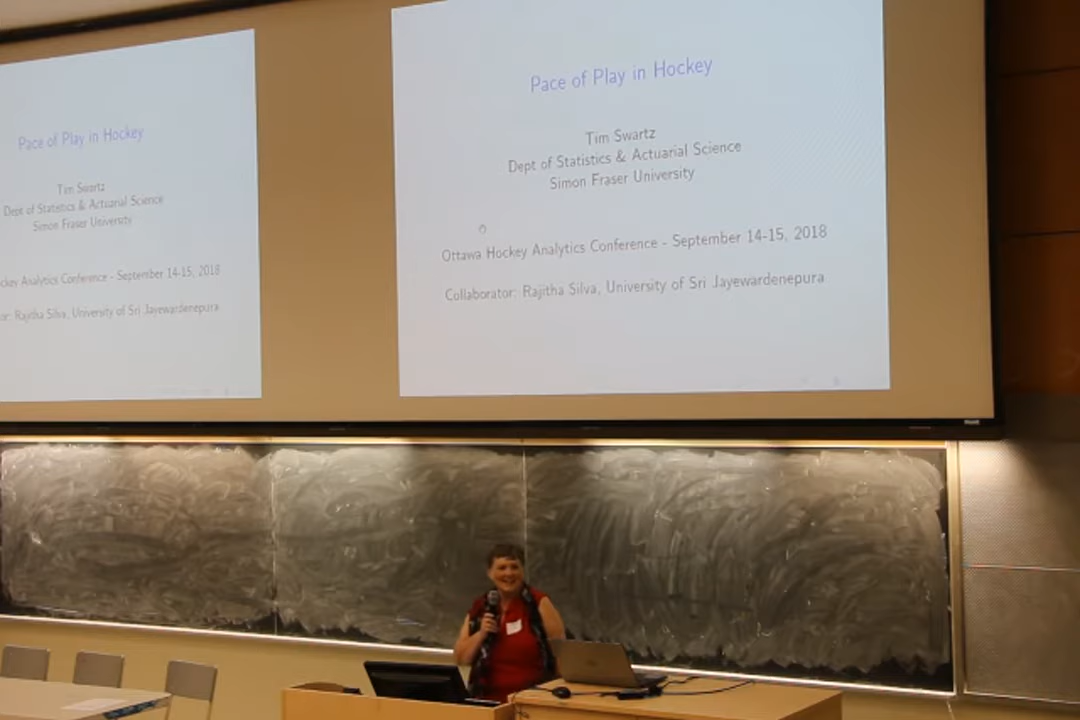 Pace of Play in Hockey
Tim Swartz
Dept of Statistics & Actuarial Science
Simon Fraser University
ckey Analytics Conference - September 14-15, 2018
or: Rajitha Silva, University of Sri Jayewardenepura
Pace of Play in Hockey
Tim Swartz
Dept of Statistics & Actuarial Science
Simon Fraser University
Ottawa Hockey Analytics Conference - September 14-15, 2018
Collaborator: Rajitha Silva, University of Sri Jayewardenepura